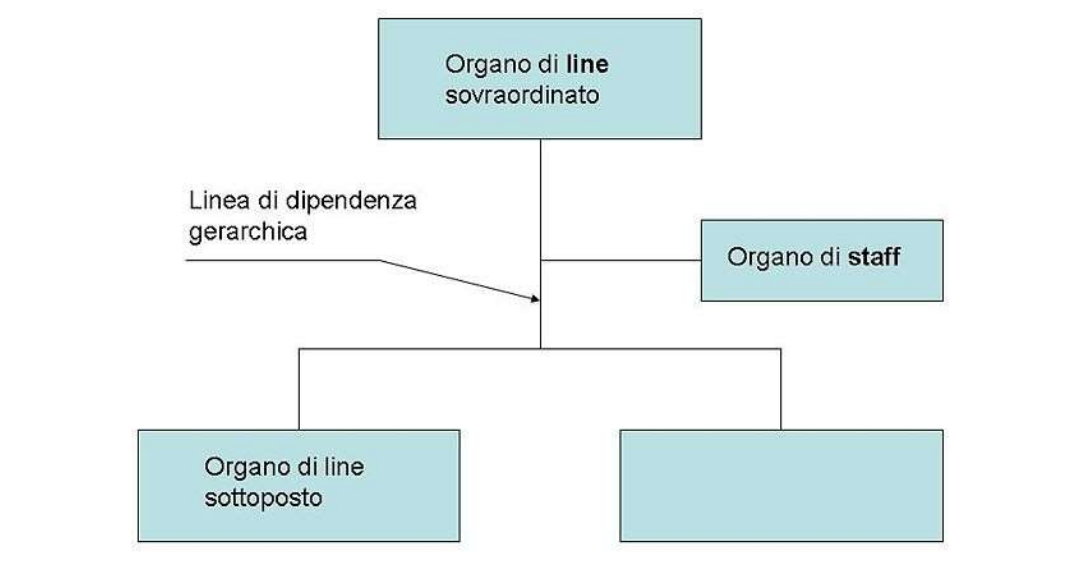 Organo di line
sovraordinato
Linea di dipendenza
gerarchica
Organo di staff
Organo di line
sottoposto